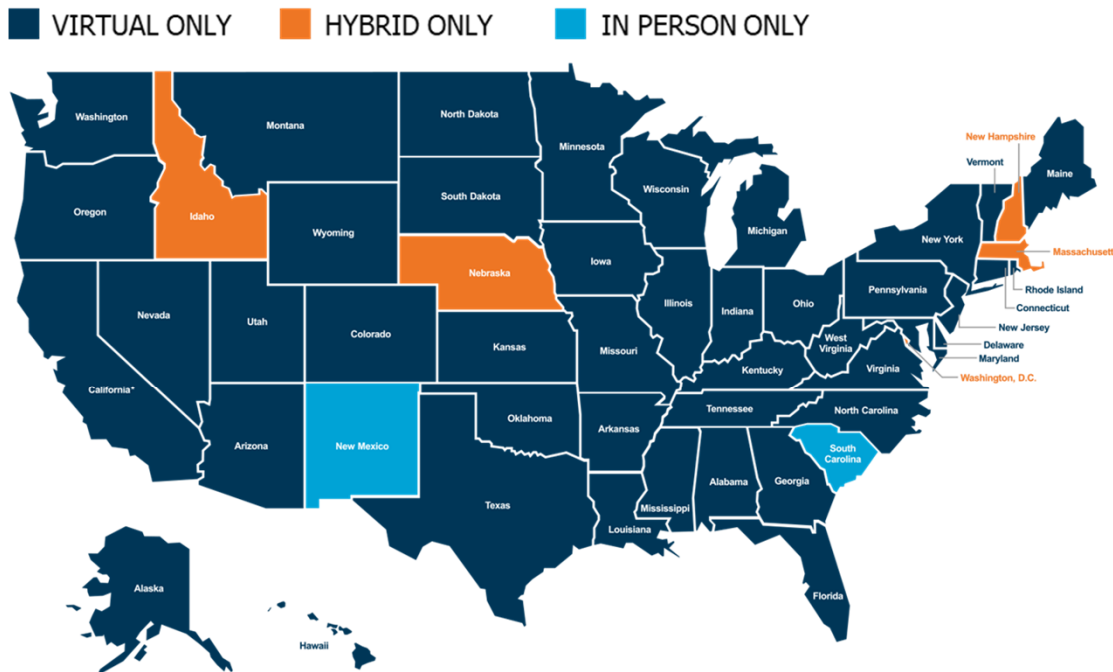 VIRTUAL ONLY
HYBRID ONLY
IN PERSON ONLY
Washington
Montana
North Dakota
Minnesota
New Hampshire
Vermont
Maine
Oregon
Idaho
Wyoming
South Dakota
Wisconsin
Michigan
New York
Massachusett
Rhode Island
Connecticut
New Jersey
Delaware
Maryland
Washington, D.C.
Nevada
Utah
Colorado
Nebraska
Iowa
Illinois
Indiana
Ohio
Pennsylvania
West
Virginia
Virginia
California*
Kansas
Missouri
Kentucky
Arizona
New Mexico
Oklahoma
Arkansas
Tennessee
North Carolina
South
Carolina
Texas
Louisiana
Mississippi
Alabama
Georgia
Florida
Alaska
Hawaii